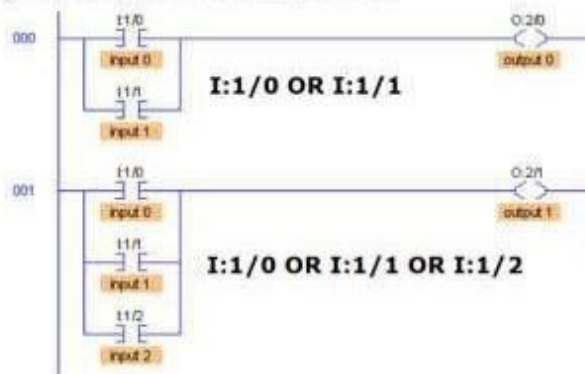 I:1/0
O:2/0
000
input 0
output 0
I:1/1
I:1/0 OR I:1/1
input 1
I:1/0
O:2/1
001
input 0
output 1
I:1/1
input 1
I:1/0 OR I:1/1 OR I:1/2
I:1/2
input 2